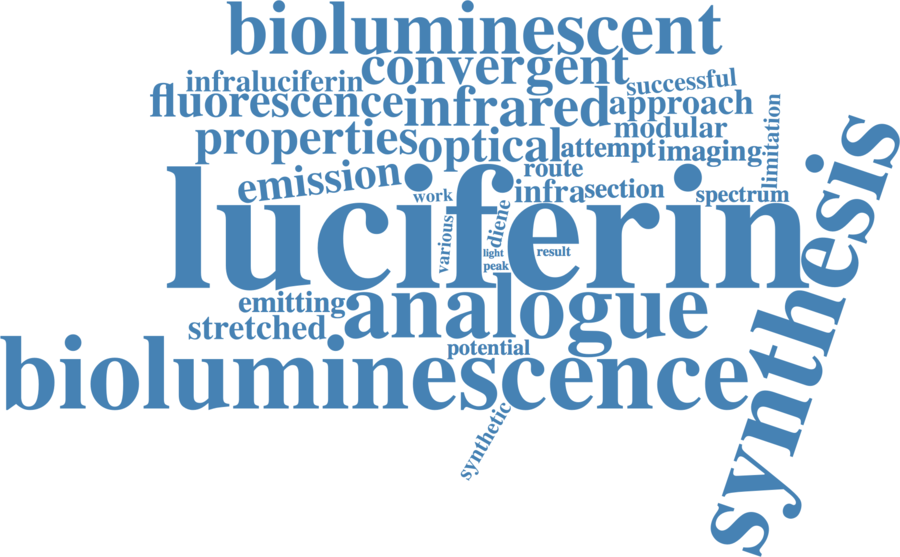 bioluminescent
convergent
infraluciferin
successful
fluorescence
infrared
approach
limitation
properties
optical
modular
attempt
imaging
synthesis
emission
route
infra
section
spectrum
work
luciferin
various
diene
light
peak
result
emitting
analogue
stretched
potential
bioluminescence
synthetic